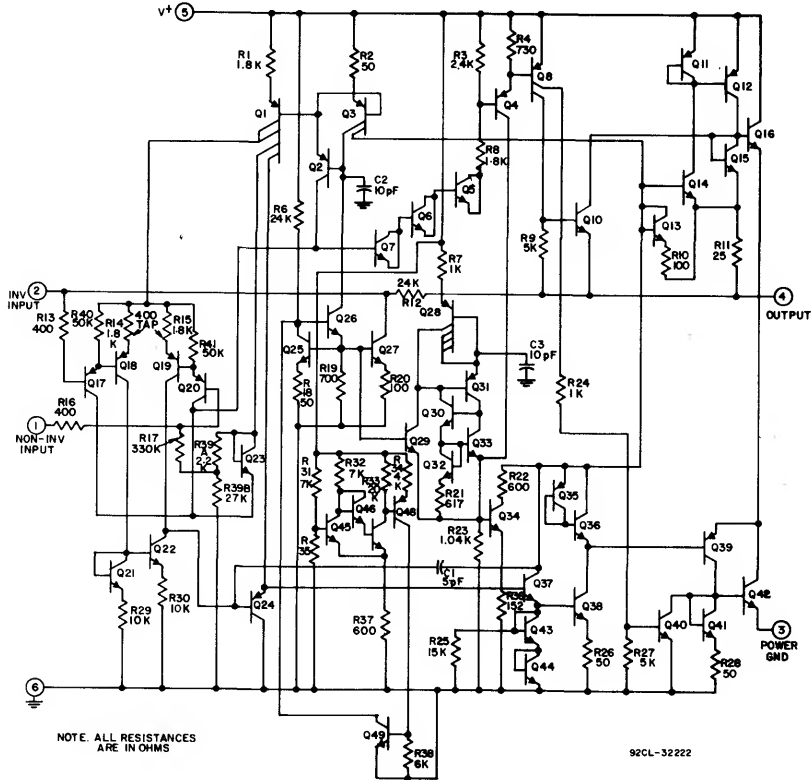 V+ 5
R1
1.8K
R2
50
R3
2.4K
R4
730
Q8
Q11
Q12
Q1
Q3
Q4
Q16
Q2
C2
10pF
R8
1.8K
Q15
Q14
R6
24K
Q5
Q6
Q7
R9
5K
Q10
Q13
R10
100
R11
25
R7
1K
INV
INPUT
2
24K
R12
4
OUTPUT
R13
400
R40
50K
R14
1.8
K
400
TAP
R15
1.8K
R41
50K
Q26
Q28
C3
10pF
Q17
Q18
Q19
Q20
Q25
Q27
R19
700
R20
100
R
18
50
Q31
R24
1K
R16
400
1
NON-INV
INPUT
R17
330K
R39
A
2.2
K
Q23
Q30
Q29
Q33
Q32
R39B
27K
R
31
7K
R32
7K
R33
20
K
R
34
4
K
R21
617
R22
600
Q35
Q36
Q45
Q46
Q48
R23
1.04K
Q34
Q39
R
35
Q21
Q22
Q24
C1
5pF
Q37
Q42
R29
10K
R30
10K
R37
600
R36
152
Q38
Q40
Q41
3
POWER
GND
R25
15K
Q43
Q44
R26
50
R27
5K
R28
50
6
Q49
R38
6K
NOTE. ALL RESISTANCES
ARE IN OHMS
92CL-32222